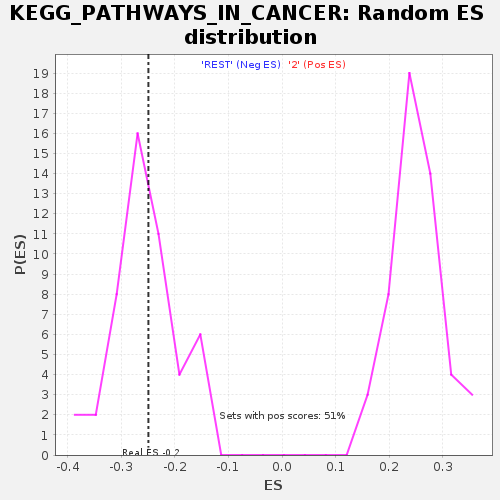 KEGG_PATHWAYS_IN_CANCER: Random ES
distribution
'REST' (Neg ES) '2' (Pos ES)
19
18
17
16
15
14
13
12
11
10
9
8
7
6
5
4
3
2
1
0
P(ES)
Sets with pos scores: 51%
Real ES -0.2
-0.4 -0.3 -0.2 -0.1 0.0 0.1 0.2 0.3
ES